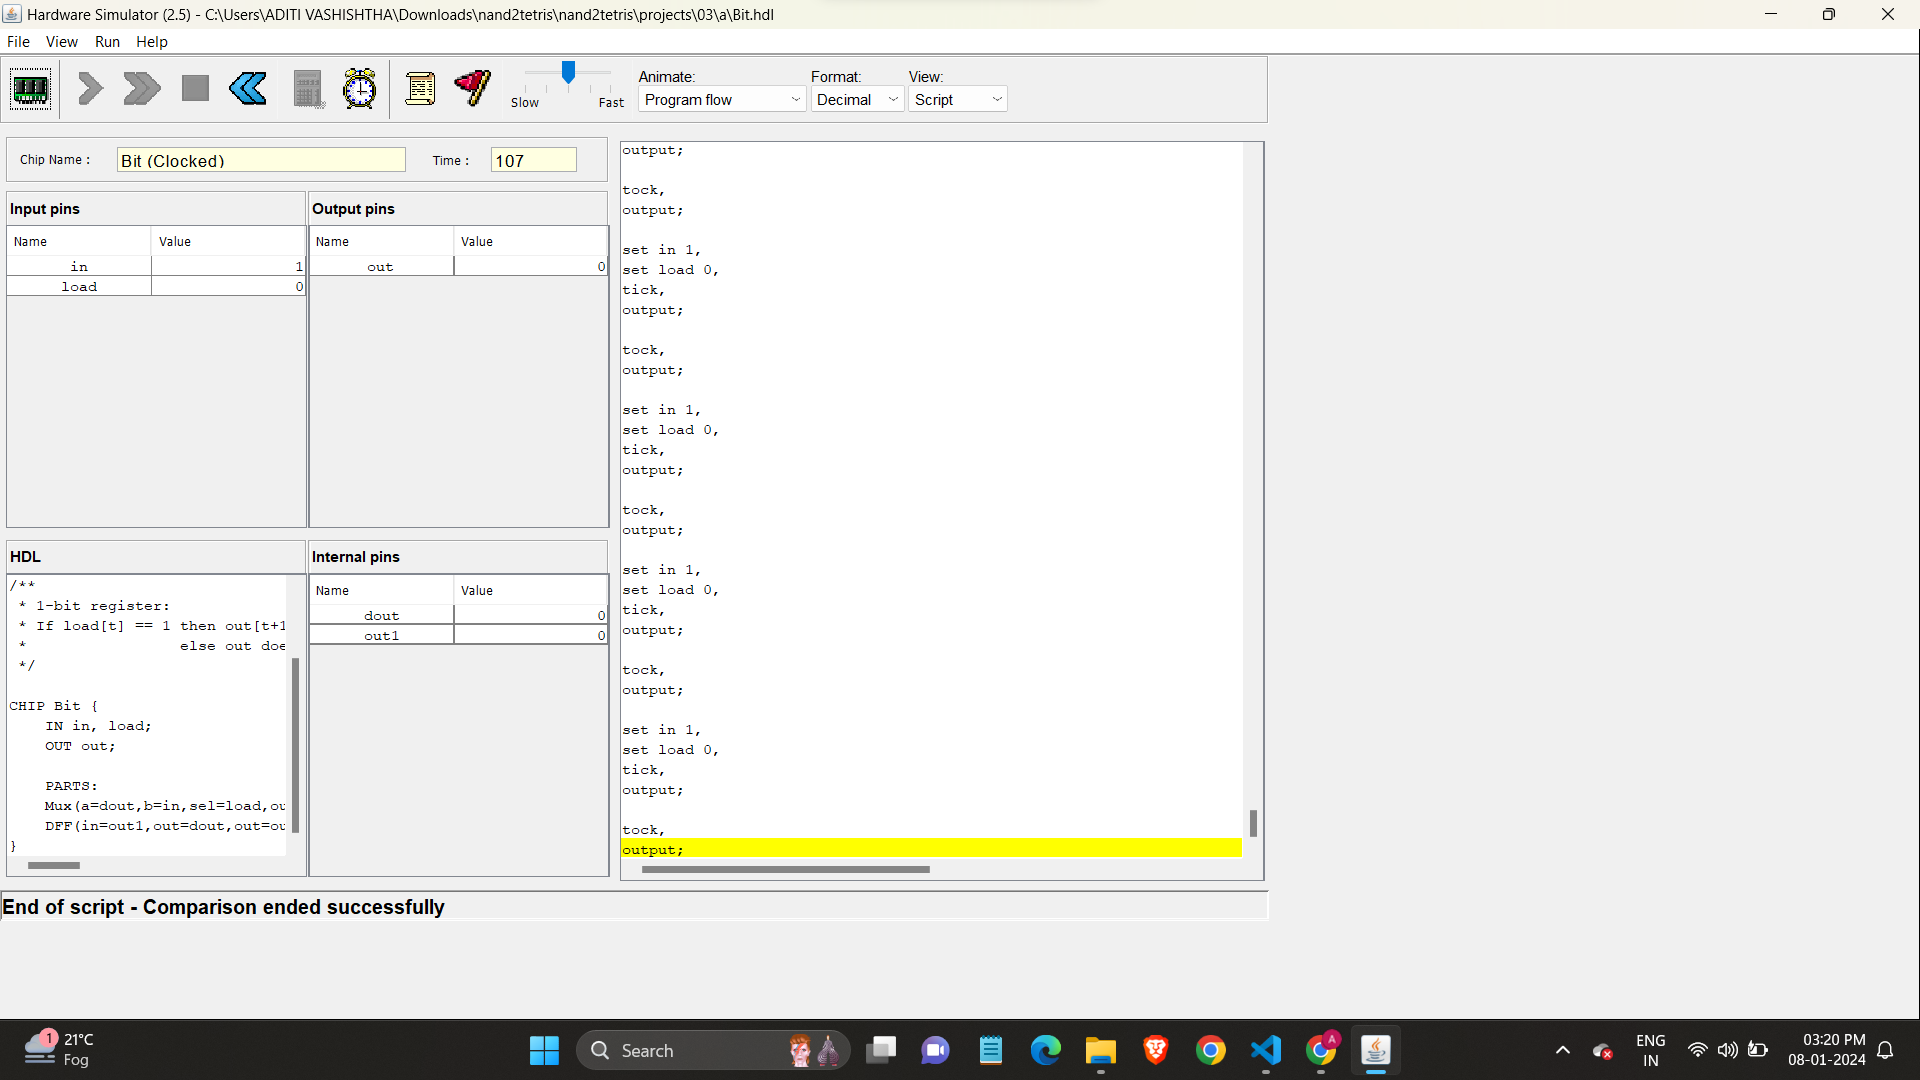 Hardware Simulator (2.5) - C:\Users\ADITI VASHISHTHA\Downloads\nand2tetris\nand2tetris\projects\03\a\Bit.hdl
File View Run Help
Slow Fast
Animate:
Program flow
Format:
Decimal
View:
Script
Chip Name :
Bit (Clocked)
Time :
107
Input pins
Name Value
in 1
load 0
Output pins
Name Value
out 0
HDL
/**
* 1-bit register:
* If load[t] == 1 then out[t+1
* else out doe
*/
CHIP Bit {
IN in, load;
OUT out;
PARTS:
Mux(a=dout,b=in,sel=load,ou
DFF(in=out1,out=dout,out=ou
}
Internal pins
Name Value
dout 0
out1 0
output;
tock,
output;
set in 1,
set load 0,
tick,
output;
tock,
output;
set in 1,
set load 0,
tick,
output;
tock,
output;
set in 1,
set load 0,
tick,
output;
tock,
output;
set in 1,
set load 0,
tick,
output;
tock,
output;
End of script - Comparison ended successfully
1
21°C
Fog
Search
A
ENG
IN
03:20 PM
08-01-2024